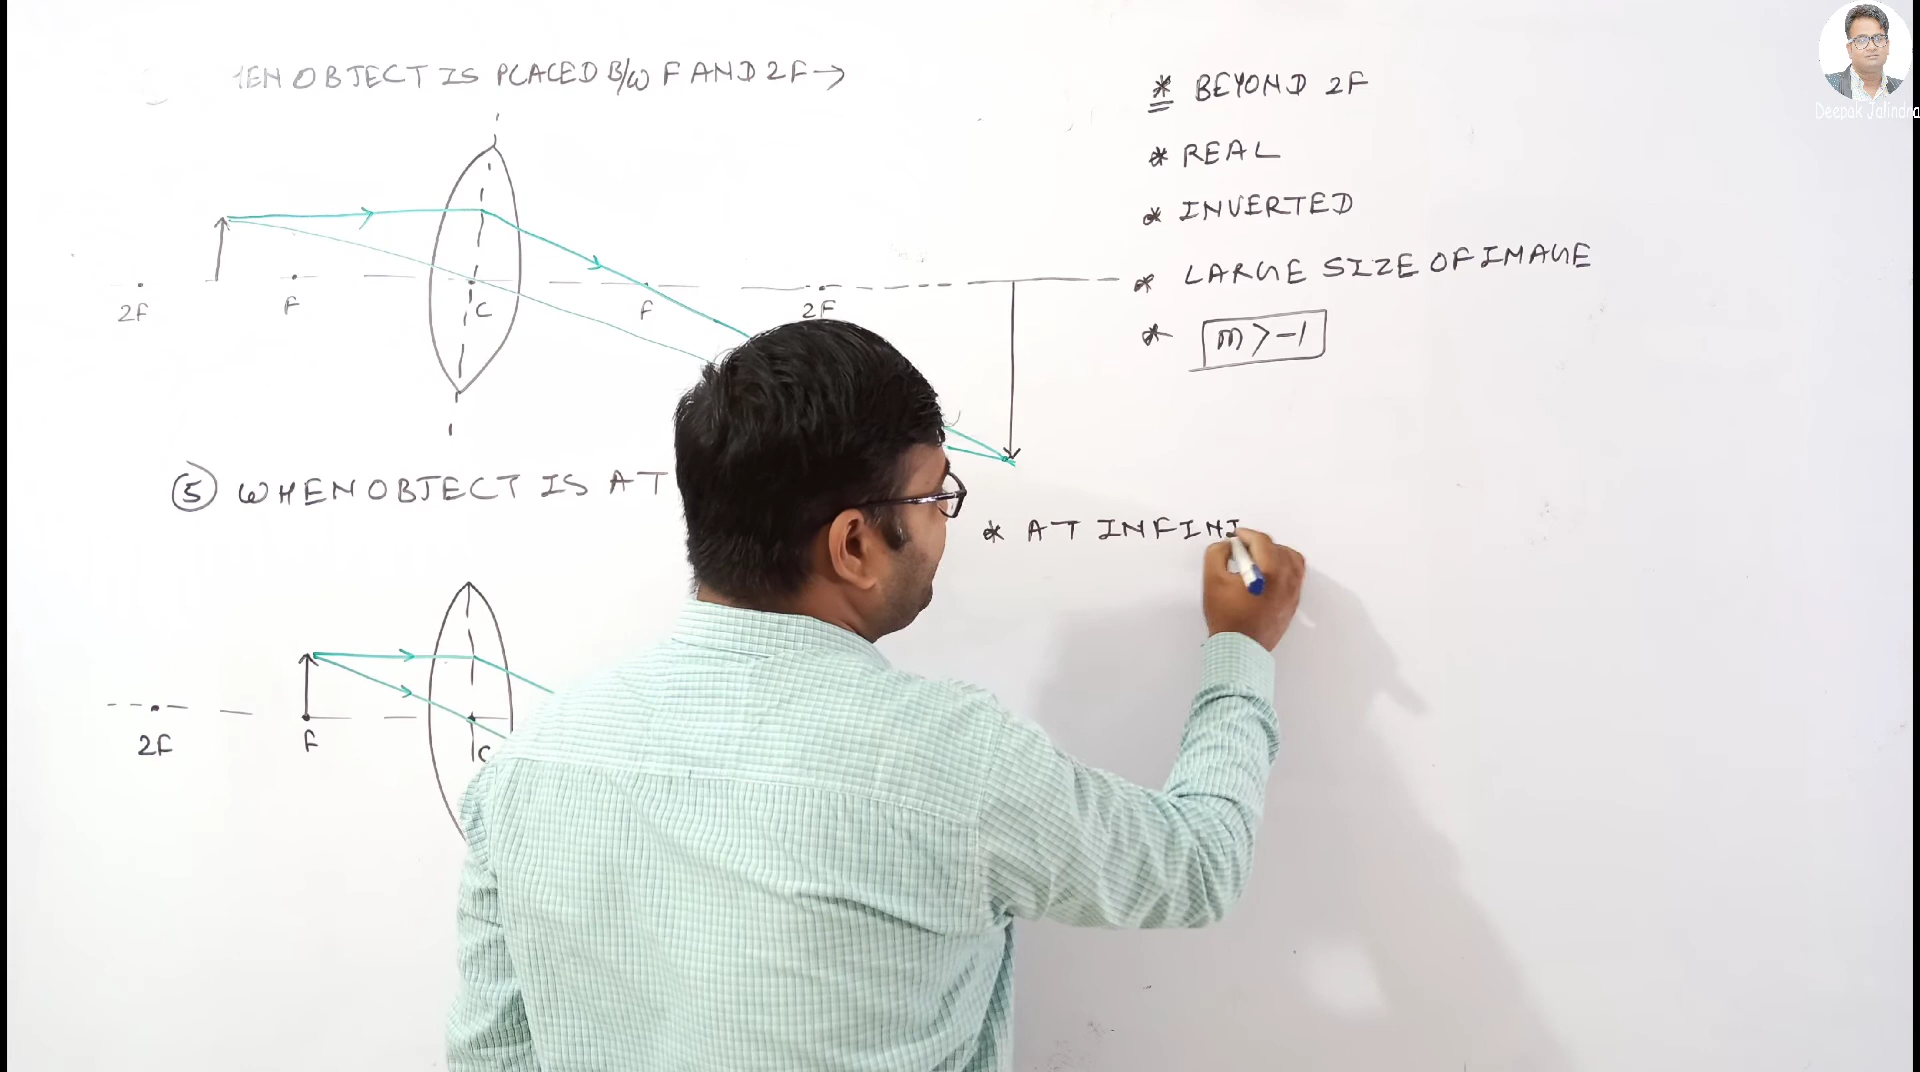 HEN OBJECT IS PLACED B/W F AND 2F →
2F
F
C
F
2F
* BEYOND 2F
* REAL
* INVERTED
* LARGE SIZE OF IMAGE
* m > -1
⑤ WHEN OBJECT IS AT
2F
F
C
* AT INFINI
Deepak Jalindra